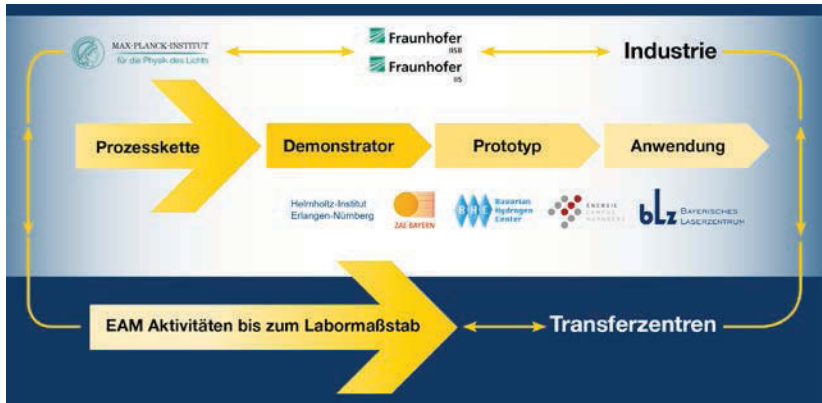 MAX-PLANCK-INSTITUT
für die Physik des Lichts
Fraunhofer
IISB
Fraunhofer
IIS
Industrie
Prozesskette
Demonstrator
Prototyp
Anwendung
Helmholtz-Institut
Erlangen-Nürnberg
ZAE BAYERN
BHC
Bavarian
Hydrogen
Center
ENERGIE
CAMPUS
NÜRNBERG
blz
BAYERISCHES
LASERZENTRUM
EAM Aktivitäten bis zum Labormaßstab
Transferzentren